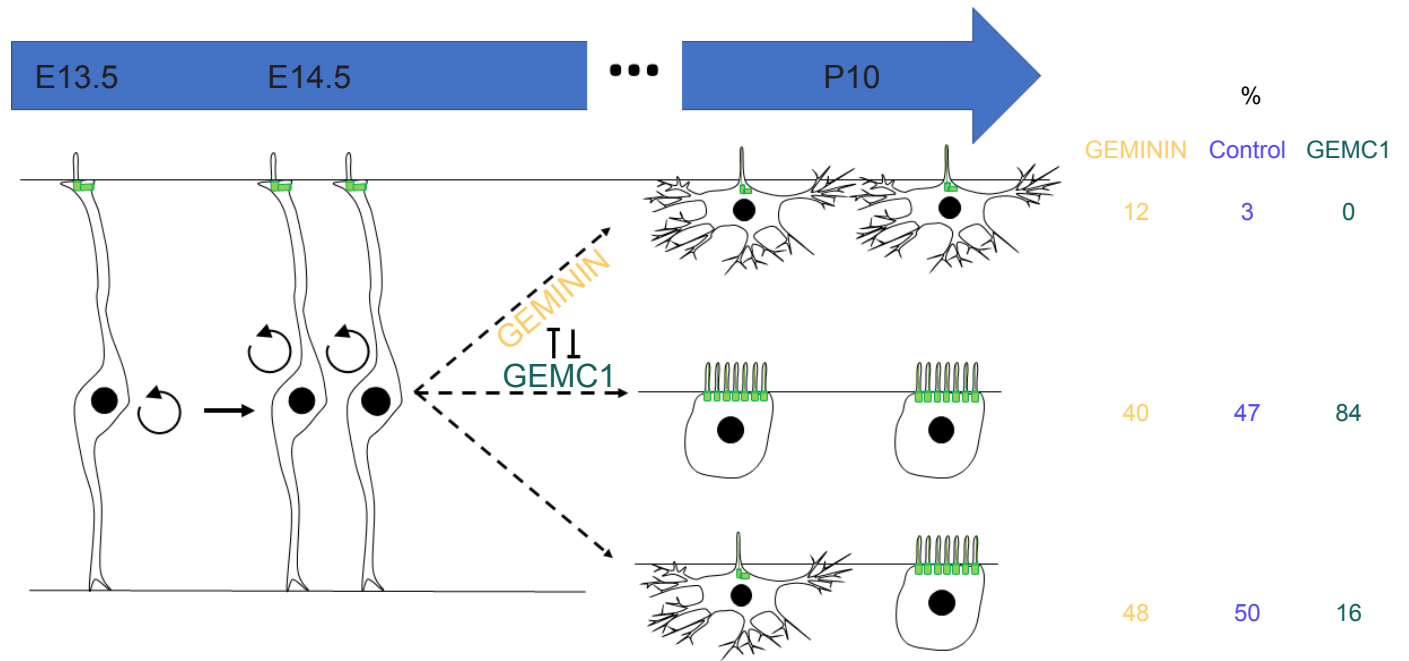 E13.5 E14.5 ... P10
%
GEMININ Control GEMC1
12 3 0
GEMININ
GEMC1
40 47 84
48 50 16